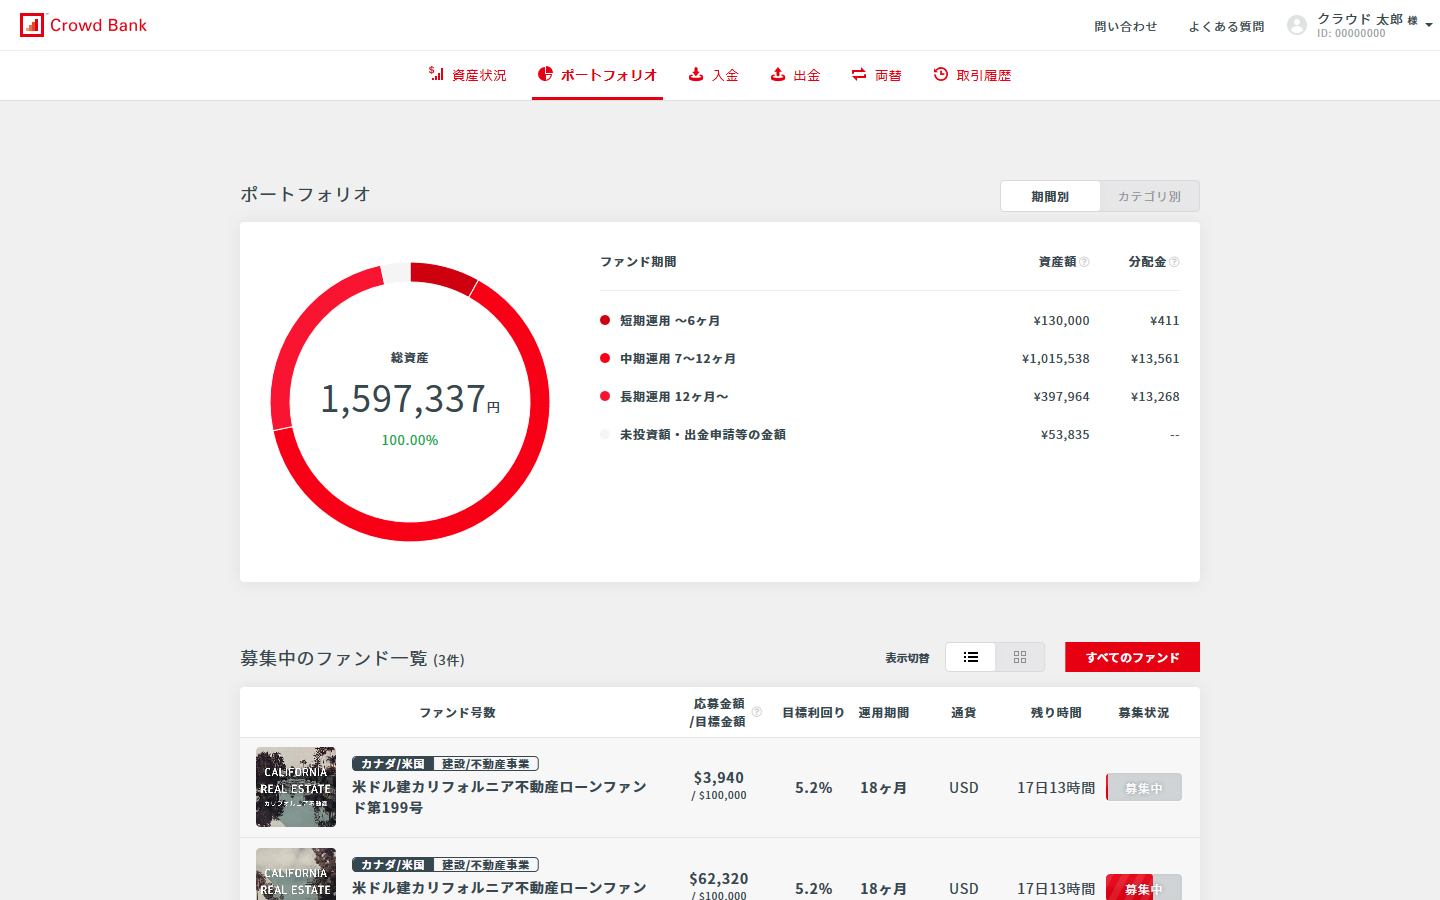 Crowd Bank
問い合わせ
よくある質問
クラウド 太郎 様
ID: 00000000
資産状況
ポートフォリオ
入金
出金
両替
取引履歴
ポートフォリオ
期間別
カテゴリ別
総資産
1,597,337円
100.00%
ファンド期間 資産額 分配金
短期運用 〜6ヶ月 ¥130,000 ¥411
中期運用 7〜12ヶ月 ¥1,015,538 ¥13,561
長期運用 12ヶ月〜 ¥397,964 ¥13,268
未投資額・出金申請等の金額 ¥53,835 --
募集中のファンド一覧 (3件)
表示切替
すべてのファンド
ファンド号数
応募金額
/目標金額
目標利回り
運用期間
通貨
残り時間
募集状況
CALIFORNIA
REAL ESTATE
カリフォルニア不動産
カナダ/米国 建設/不動産事業
米ドル建カリフォルニア不動産ローンファン
ド第199号
$3,940
/ $100,000
5.2%
18ヶ月
USD
17日13時間
募集中
CALIFORNIA
REAL ESTATE
カナダ/米国 建設/不動産事業
米ドル建カリフォルニア不動産ローンファン
$62,320
/ $100,000
5.2%
18ヶ月
USD
17日13時間
募集中